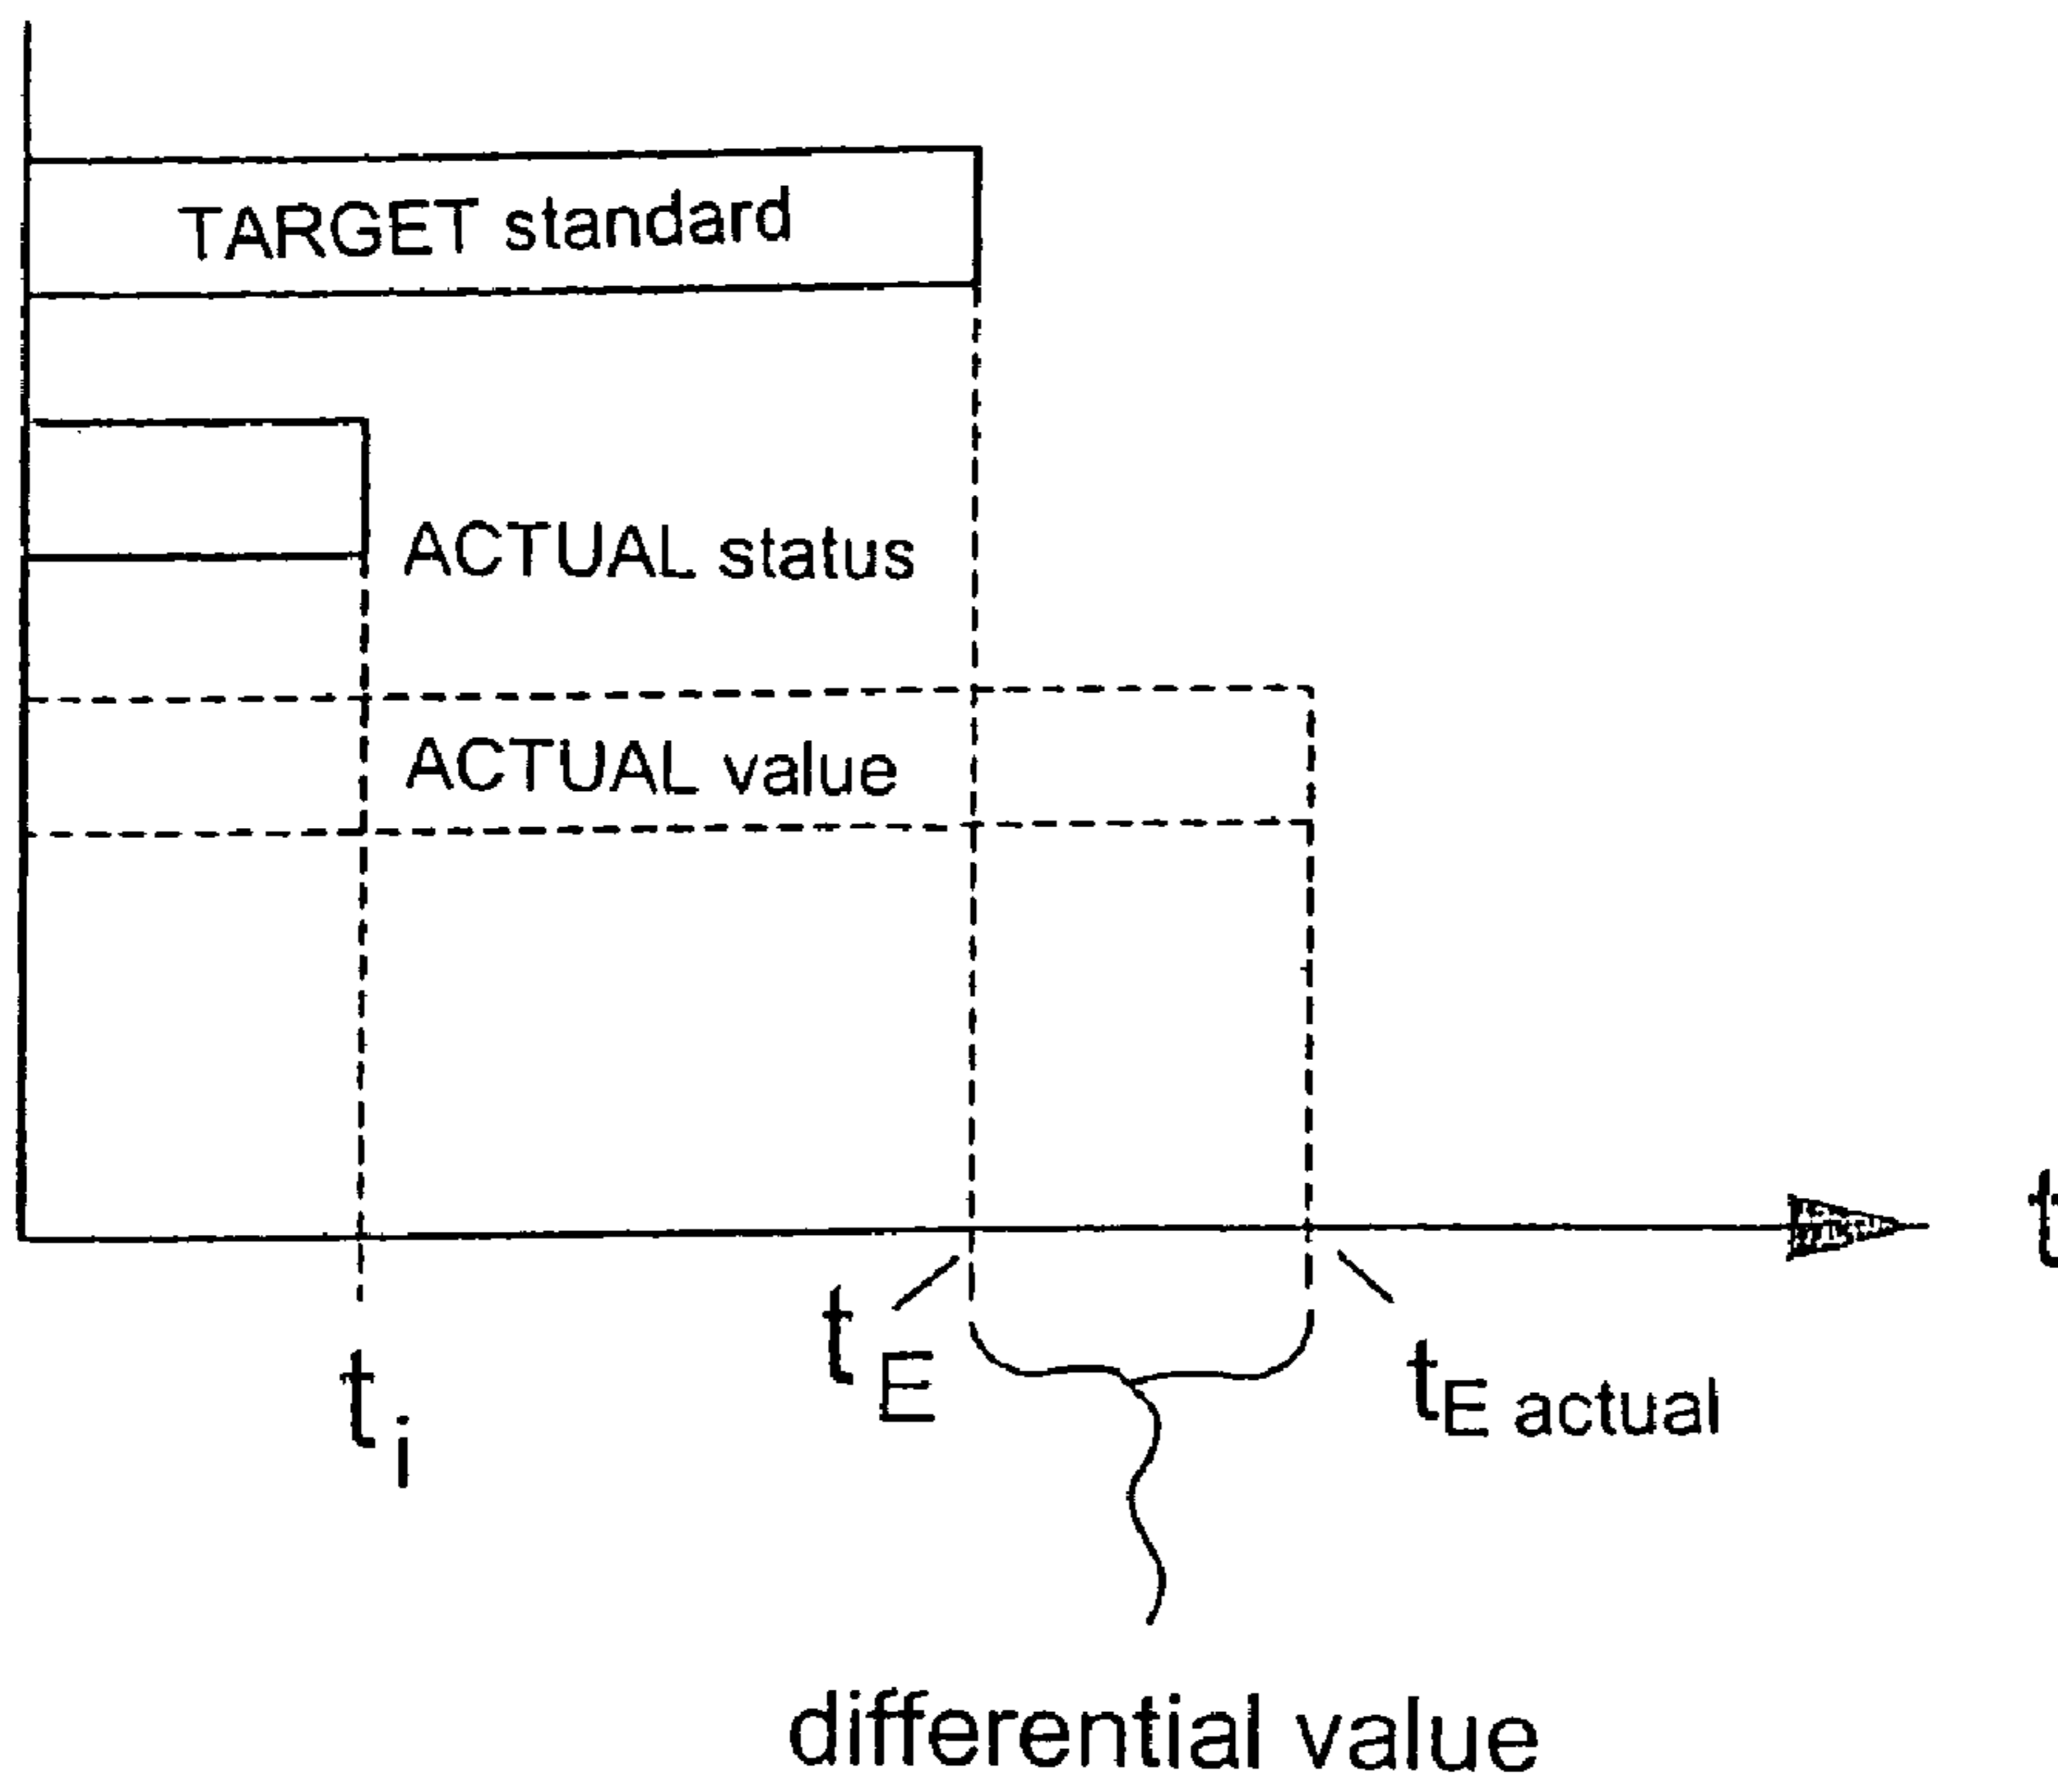 TARGET standard
ACTUAL status
ACTUAL value
t
t_E
t_E actual
t_i
differential value